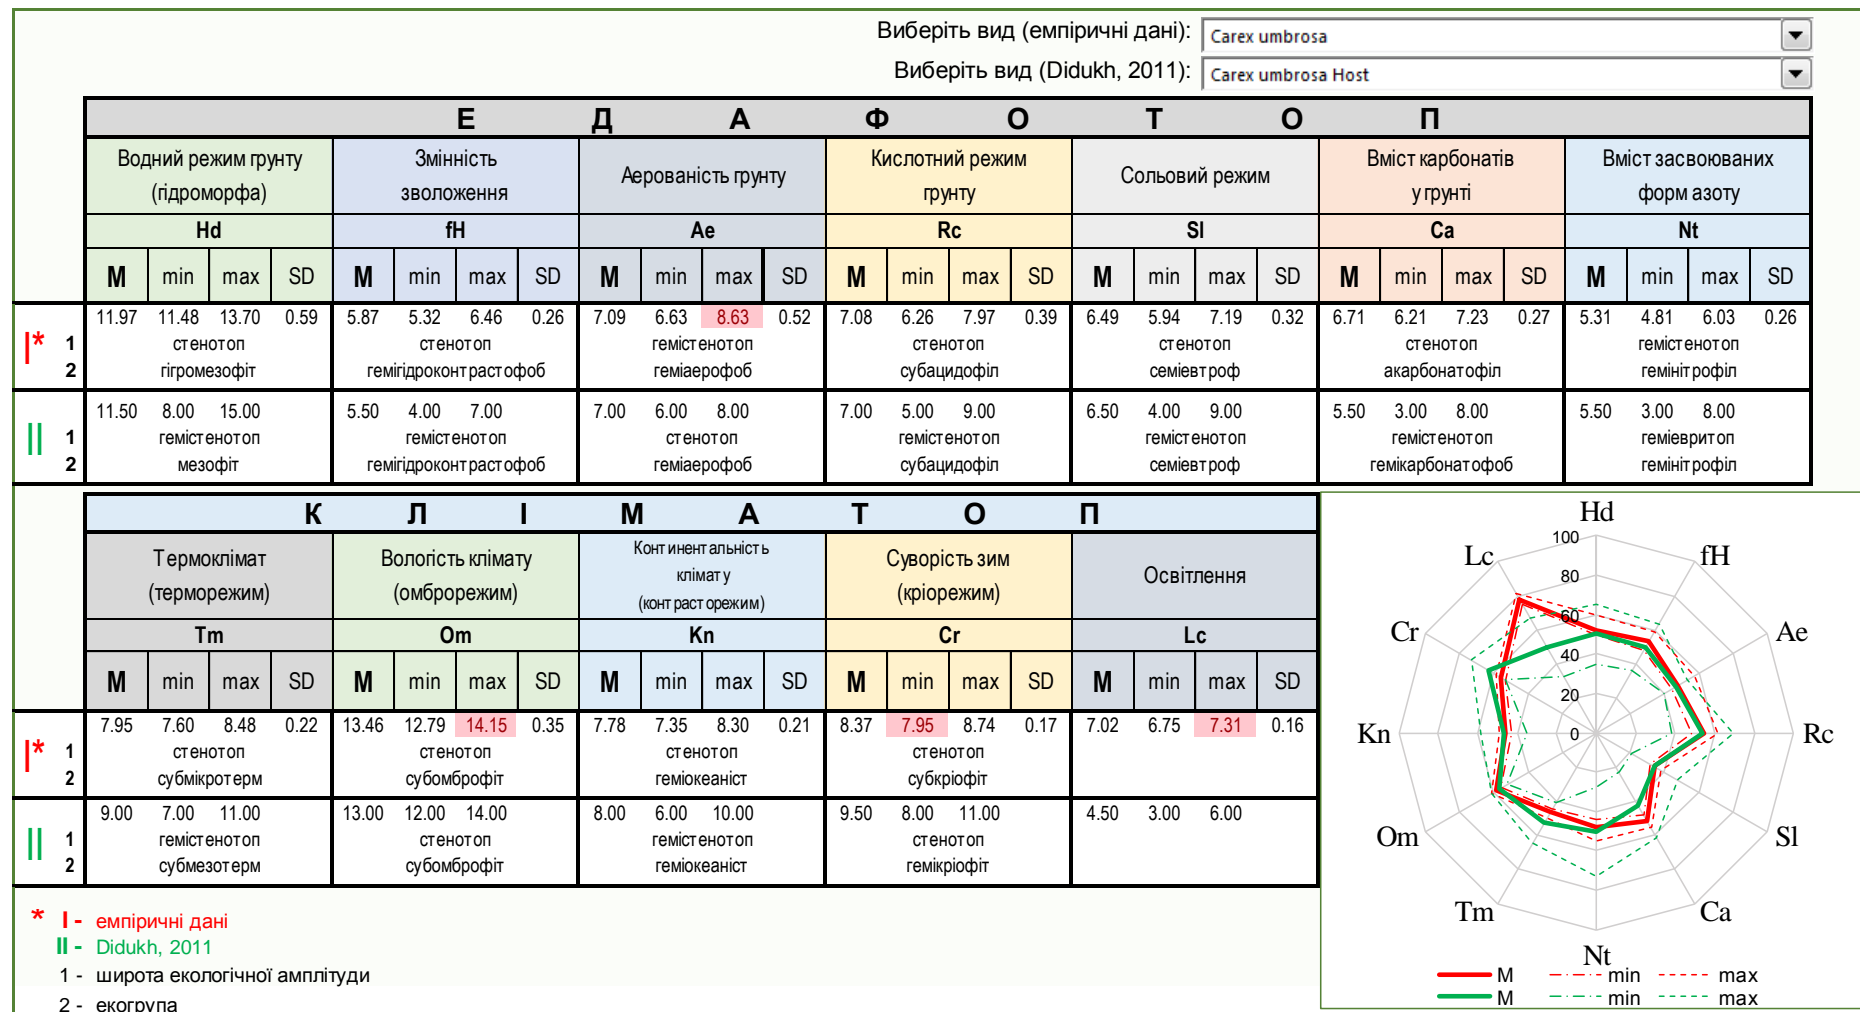 Виберіть вид (емпіричні дані): Carex umbrosa
Виберіть вид (Didukh, 2011): Carex umbrosa Host
Е Д А Ф О Т О П
Водний режим грунту (гідроморфа) Змінність зволоження Аерованість грунту Кислотний режим грунту Сольовий режим Вміст карбонатів у грунті Вміст засвоюваних форм азоту
Hd fH Ae Rc Sl Ca Nt
M min max SD M min max SD M min max SD M min max SD M min max SD M min max SD M min max SD
11.97 11.48 13.70 0.59 5.87 5.32 6.46 0.26 7.09 6.63 8.63 0.52 7.08 6.26 7.97 0.39 6.49 5.94 7.19 0.32 6.71 6.21 7.23 0.27 5.31 4.81 6.03 0.26
I* 1 стенотоп стенотоп гемістенотоп стенотоп стенотоп стенотоп гемістенотоп
2 гігромезофіт гемігідроконтрастофоб геміаерофоб субацидофіл семіевтроф акарбонатофіл гемінітрофіл
11.50 8.00 15.00 5.50 4.00 7.00 7.00 6.00 8.00 7.00 5.00 9.00 6.50 4.00 9.00 5.50 3.00 8.00 5.50 3.00 8.00
II 1 гемістенотоп гемістенотоп стенотоп гемістенотоп гемістенотоп гемістенотоп геміевритоп
2 мезофіт гемігідроконтрастофоб геміаерофоб субацидофіл семіевтроф гемікарбонатофоб гемінітрофіл
К Л І М А Т О П
Термоклімат (терморежим) Вологість клімату (омброрежим) Континентальність клімату (контрасторежим) Суворість зим (кріорежим) Освітлення
Tm Om Kn Cr Lc
M min max SD M min max SD M min max SD M min max SD M min max SD
7.95 7.60 8.48 0.22 13.46 12.79 14.15 0.35 7.78 7.35 8.30 0.21 8.37 7.95 8.74 0.17 7.02 6.75 7.31 0.16
I* 1 стенотоп стенотоп стенотоп стенотоп
2 субмікротерм субомброфіт геміокеаніст субкріофіт
9.00 7.00 11.00 13.00 12.00 14.00 8.00 6.00 10.00 9.50 8.00 11.00 4.50 3.00 6.00
II 1 гемістенотоп стенотоп гемістенотоп стенотоп
2 субмезотерм субомброфіт геміокеаніст гемікріофіт
* I - емпіричні дані
II - Didukh, 2011
1 - широта екологічної амплітуди
2 - екогрупа
Hd
100
Lc fH
80
60
Cr Ae
40
20
Kn 0 Rc
Om Sl
Tm Ca
Nt
M min max
M min max